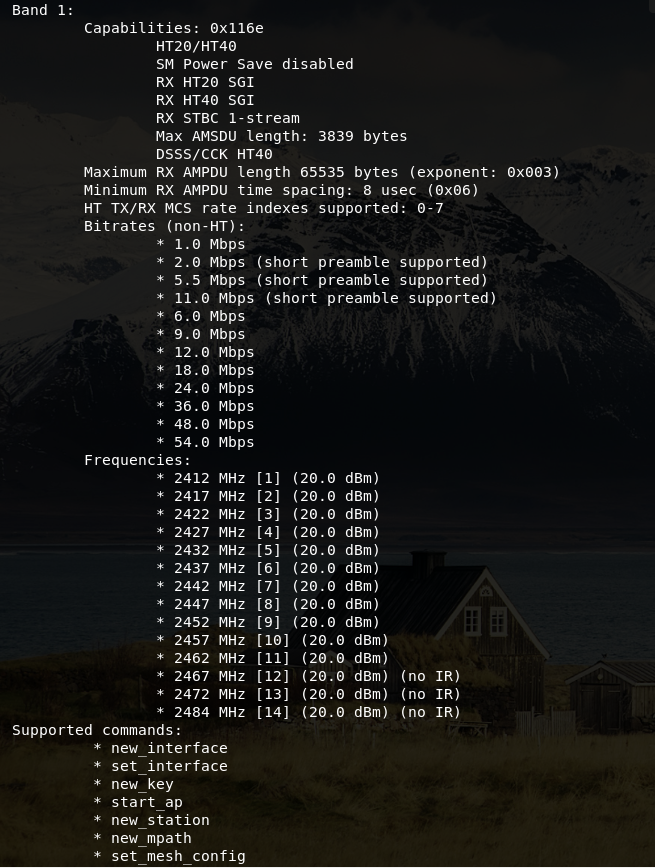 Band 1:
Capabilities: 0x116e
HT20/HT40
SM Power Save disabled
RX HT20 SGI
RX HT40 SGI
RX STBC 1-stream
Max AMSDU length: 3839 bytes
DSSS/CCK HT40
Maximum RX AMPDU length 65535 bytes (exponent: 0x003)
Minimum RX AMPDU time spacing: 8 usec (0x06)
HT TX/RX MCS rate indexes supported: 0-7
Bitrates (non-HT):
* 1.0 Mbps
* 2.0 Mbps (short preamble supported)
* 5.5 Mbps (short preamble supported)
* 11.0 Mbps (short preamble supported)
* 6.0 Mbps
* 9.0 Mbps
* 12.0 Mbps
* 18.0 Mbps
* 24.0 Mbps
* 36.0 Mbps
* 48.0 Mbps
* 54.0 Mbps
Frequencies:
* 2412 MHz [1] (20.0 dBm)
* 2417 MHz [2] (20.0 dBm)
* 2422 MHz [3] (20.0 dBm)
* 2427 MHz [4] (20.0 dBm)
* 2432 MHz [5] (20.0 dBm)
* 2437 MHz [6] (20.0 dBm)
* 2442 MHz [7] (20.0 dBm)
* 2447 MHz [8] (20.0 dBm)
* 2452 MHz [9] (20.0 dBm)
* 2457 MHz [10] (20.0 dBm)
* 2462 MHz [11] (20.0 dBm)
* 2467 MHz [12] (20.0 dBm) (no IR)
* 2472 MHz [13] (20.0 dBm) (no IR)
* 2484 MHz [14] (20.0 dBm) (no IR)
Supported commands:
* new_interface
* set_interface
* new_key
* start_ap
* new_station
* new_mpath
* set_mesh_config